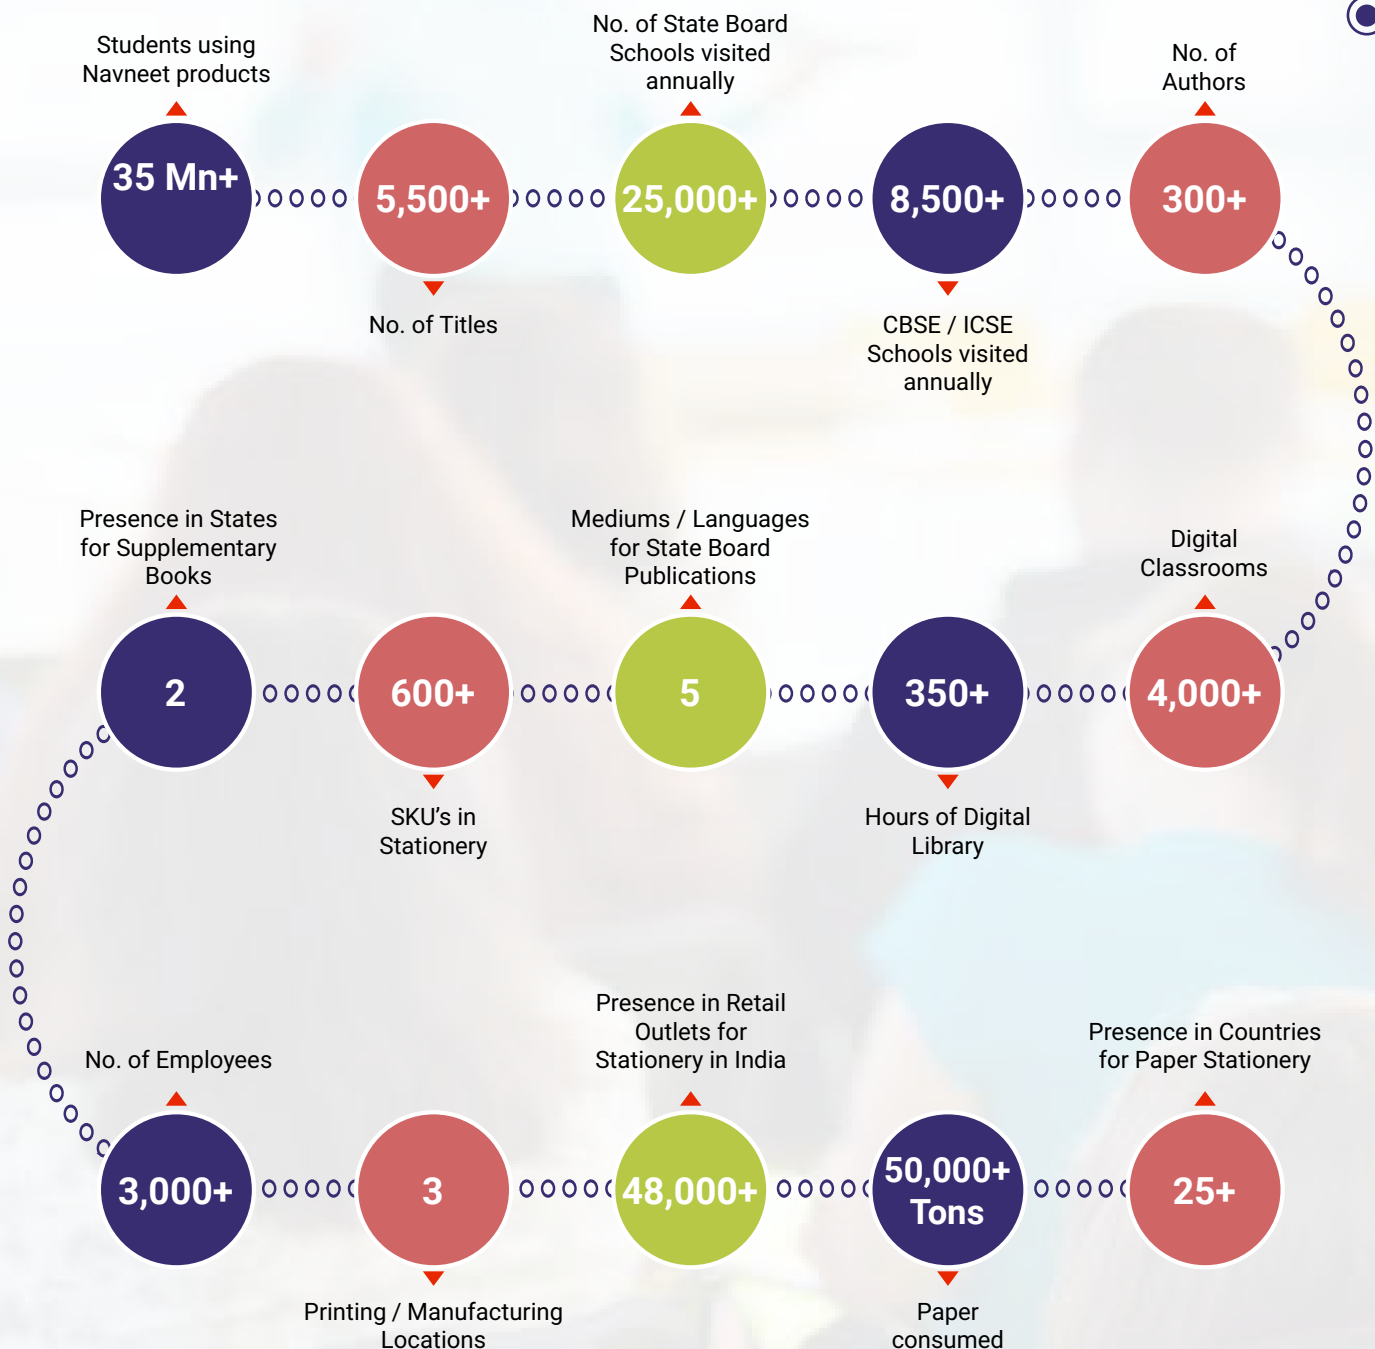 Students using
Navneet products
35 Mn+
5,500+
No. of Titles
No. of State Board
Schools visited
annually
25,000+
8,500+
CBSE / ICSE
Schools visited
annually
No. of
Authors
300+
Presence in States
for Supplementary
Books
2
600+
SKU’s in
Stationery
Mediums / Languages
for State Board
Publications
5
350+
Hours of Digital
Library
Digital
Classrooms
4,000+
No. of Employees
3,000+
3
Printing / Manufacturing
Locations
Presence in Retail
Outlets for
Stationery in India
48,000+
50,000+
Tons
Paper
consumed
Presence in Countries
for Paper Stationery
25+